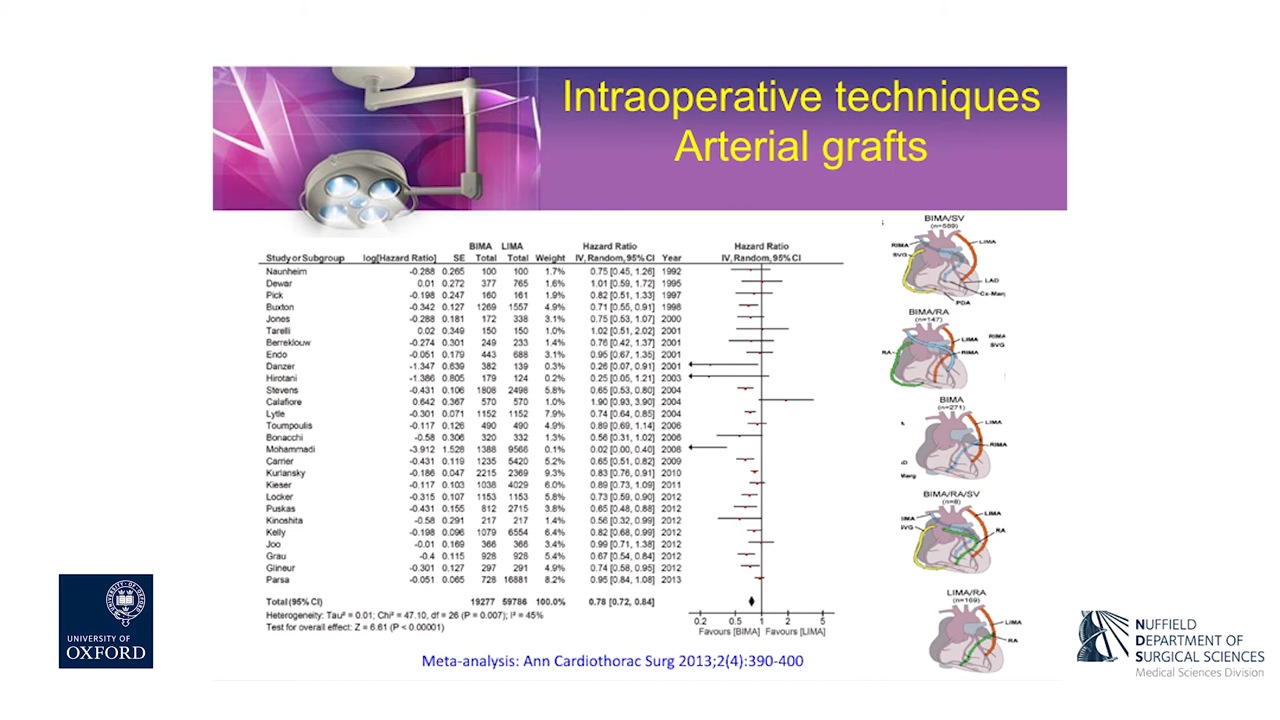 Intraoperative techniques
Arterial grafts
BIMA LIMA Hazard Ratio Hazard Ratio
Study or Subgroup log[Hazard Ratio] SE Total Total Weight IV, Random, 95% CI Year IV, Random, 95% CI
Naunheim -0.288 0.265 100 100 1.7% 0.75 [0.45, 1.26] 1992
Dewar 0.01 0.272 377 765 1.6% 1.01 [0.59, 1.72] 1995
Pick -0.198 0.247 160 161 1.9% 0.82 [0.51, 1.33] 1997
Buxton -0.342 0.127 1269 1557 4.9% 0.71 [0.55, 0.91] 1998
Jones -0.288 0.181 172 338 3.1% 0.75 [0.53, 1.07] 2000
Tarelli 0.02 0.349 150 150 1.1% 1.02 [0.51, 2.02] 2001
Berreklouw -0.274 0.301 249 233 1.4% 0.76 [0.42, 1.37] 2001
Endo -0.051 0.179 443 688 3.1% 0.95 [0.67, 1.35] 2001
Danzer -1.347 0.639 382 139 0.3% 0.26 [0.07, 0.91] 2001
Hirotani -1.386 0.805 179 124 0.2% 0.25 [0.05, 1.21] 2003
Stevens -0.431 0.106 1808 2498 5.8% 0.65 [0.53, 0.80] 2004
Calafiore 0.642 0.367 570 570 1.0% 1.90 [0.93, 3.90] 2004
Lytle -0.301 0.071 1152 1152 7.9% 0.74 [0.64, 0.85] 2004
Toumpoulis -0.117 0.126 490 490 4.9% 0.89 [0.69, 1.14] 2006
Bonacchi -0.58 0.306 320 332 1.4% 0.56 [0.31, 1.02] 2006
Mohammadi -3.912 1.528 1388 9566 0.1% 0.02 [0.00, 0.40] 2008
Carrier -0.431 0.119 1235 5420 5.2% 0.65 [0.51, 0.82] 2009
Kurlansky -0.186 0.047 2215 2369 9.4% 0.83 [0.76, 0.91] 2010
Kieser -0.117 0.103 1038 4029 6.0% 0.89 [0.73, 1.09] 2011
Locker -0.315 0.107 1153 1153 5.8% 0.73 [0.59, 0.90] 2012
Puskas -0.431 0.155 812 2715 3.8% 0.65 [0.48, 0.88] 2012
Kinoshita -0.58 0.291 217 217 1.5% 0.56 [0.32, 0.99] 2012
Kelly -0.198 0.096 1079 6554 6.3% 0.82 [0.68, 0.99] 2012
Joo -0.01 0.169 366 366 3.4% 0.99 [0.71, 1.38] 2012
Grau -0.4 0.115 928 928 5.4% 0.67 [0.54, 0.84] 2012
Glineur -0.301 0.127 297 291 4.9% 0.74 [0.58, 0.95] 2012
Parsa -0.051 0.065 728 16881 8.2% 0.95 [0.84, 1.08] 2013
Total (95% CI) 19277 59786 100.0% 0.78 [0.72, 0.84]
Heterogeneity: Tau² = 0.01; Chi² = 47.10, df = 26 (P = 0.007); I² = 45%
Test for overall effect: Z = 6.61 (P < 0.00001)
0.2 0.5 1 2 5
Favours [BIMA] Favours [LIMA]
Meta-analysis: Ann Cardiothorac Surg 2013;2(4):390-400
BIMA/SV
(n=589)
RIMA
LIMA
SVG
LAD
Cx-Marg
PDA
BIMA/RA
(n=147)
LIMA
RIMA
SVG
RA
RIMA
BIMA
(n=271)
LIMA
RIMA
Marg
BIMA/RA/SV
(n=8)
LIMA
RA
LIMA/RA
(n=169)
LIMA
RA
UNIVERSITY OF
OXFORD
NUFFIELD
DEPARTMENT OF
SURGICAL SCIENCES
Medical Sciences Division